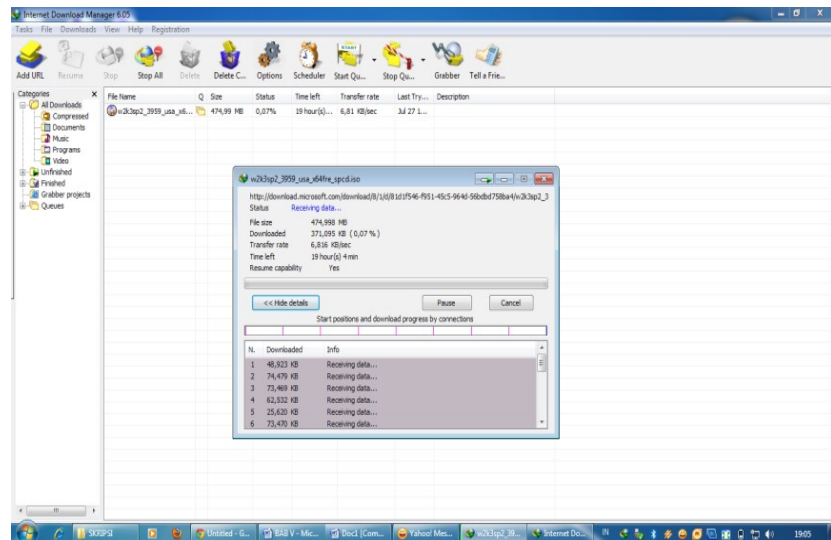 Internet Download Manager 6.05
Tasks File Downloads View Help Registration
Add URL Resume Stop Stop All Delete Delete C... Options Scheduler Start Qu... Stop Qu... Grabber Tell a Frie...
Categories
All Downloads
Compressed
Documents
Music
Programs
Video
Unfinished
Finished
Grabber projects
Queues
File Name Q Size Status Time left Transfer rate Last Try... Description
w2k3sp2_3959_usa_x6... 474,99 MB 0,07% 19 hour(s)... 6,81 KB/sec Jul 27 1...
w2k3sp2_3959_usa_x64fre_spcd.iso
http://download.microsoft.com/download/8/1/d/81d1f546-f951-45c5-964d-56bdbd758ba4/w2k3sp2_3
Status Receiving data...
File size 474,998 MB
Downloaded 371,095 KB ( 0,07 % )
Transfer rate 6,816 KB/sec
Time left 19 hour(s) 4 min
Resume capability Yes
<< Hide details Pause Cancel
Start positions and download progress by connections
N. Downloaded Info
1 48,923 KB Receiving data...
2 74,479 KB Receiving data...
3 73,469 KB Receiving data...
4 62,532 KB Receiving data...
5 25,620 KB Receiving data...
6 73,470 KB Receiving data...
SKRIPSI Untitled - G... BAB V - Mic... Doc1 [Com... Yahoo! Mes... w2k3sp2_39... Internet Do... IN 19:05